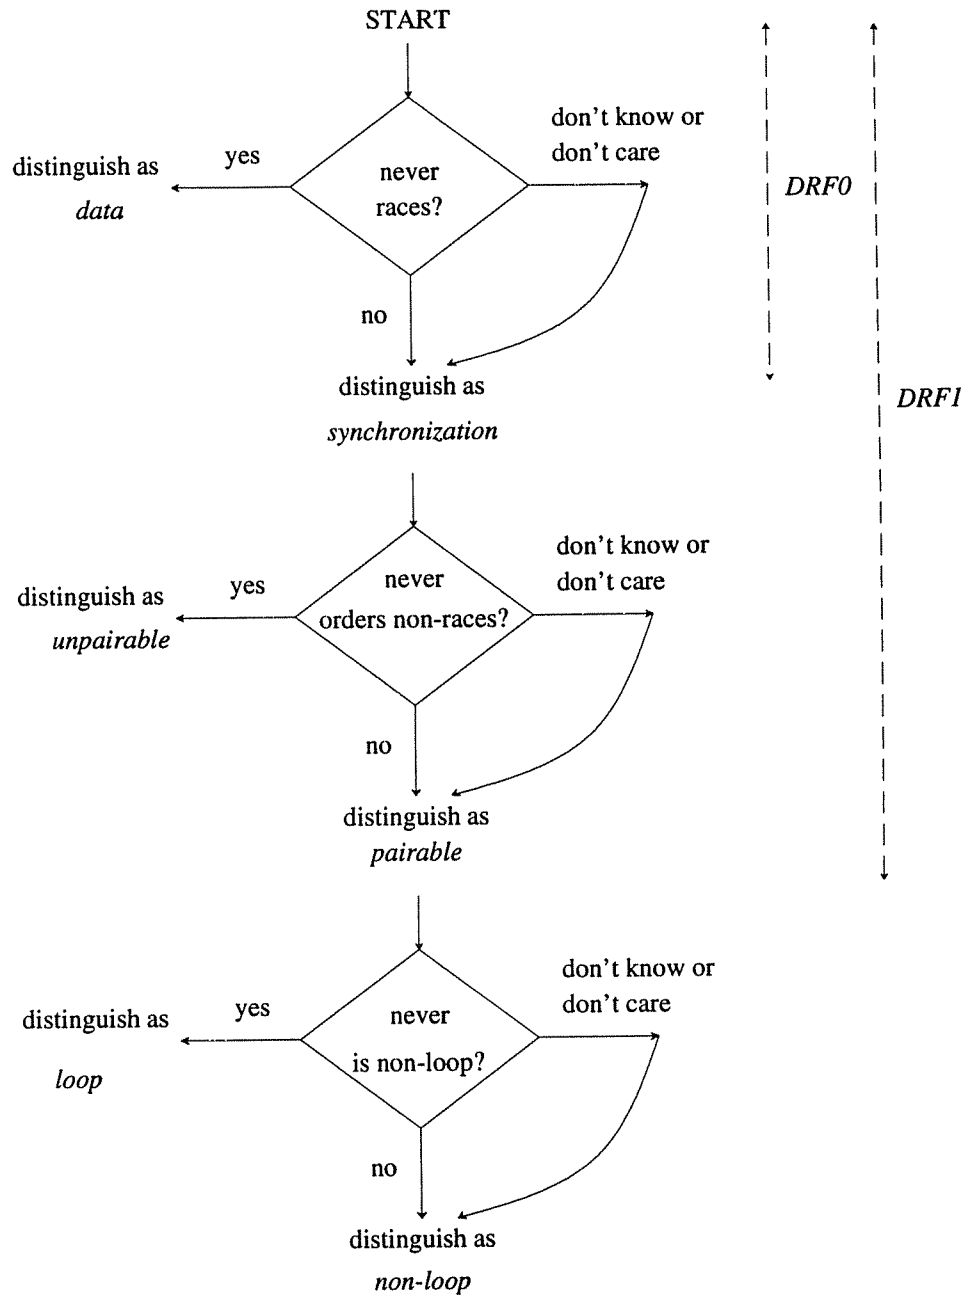 START
don't know or
don't care
DRF0
yes
distinguish as
data
never
races?
no
distinguish as
synchronization
DRF1
don't know or
don't care
yes
distinguish as
unpairable
never
orders non-races?
no
distinguish as
pairable
don't know or
don't care
yes
distinguish as
loop
never
is non-loop?
no
distinguish as
non-loop